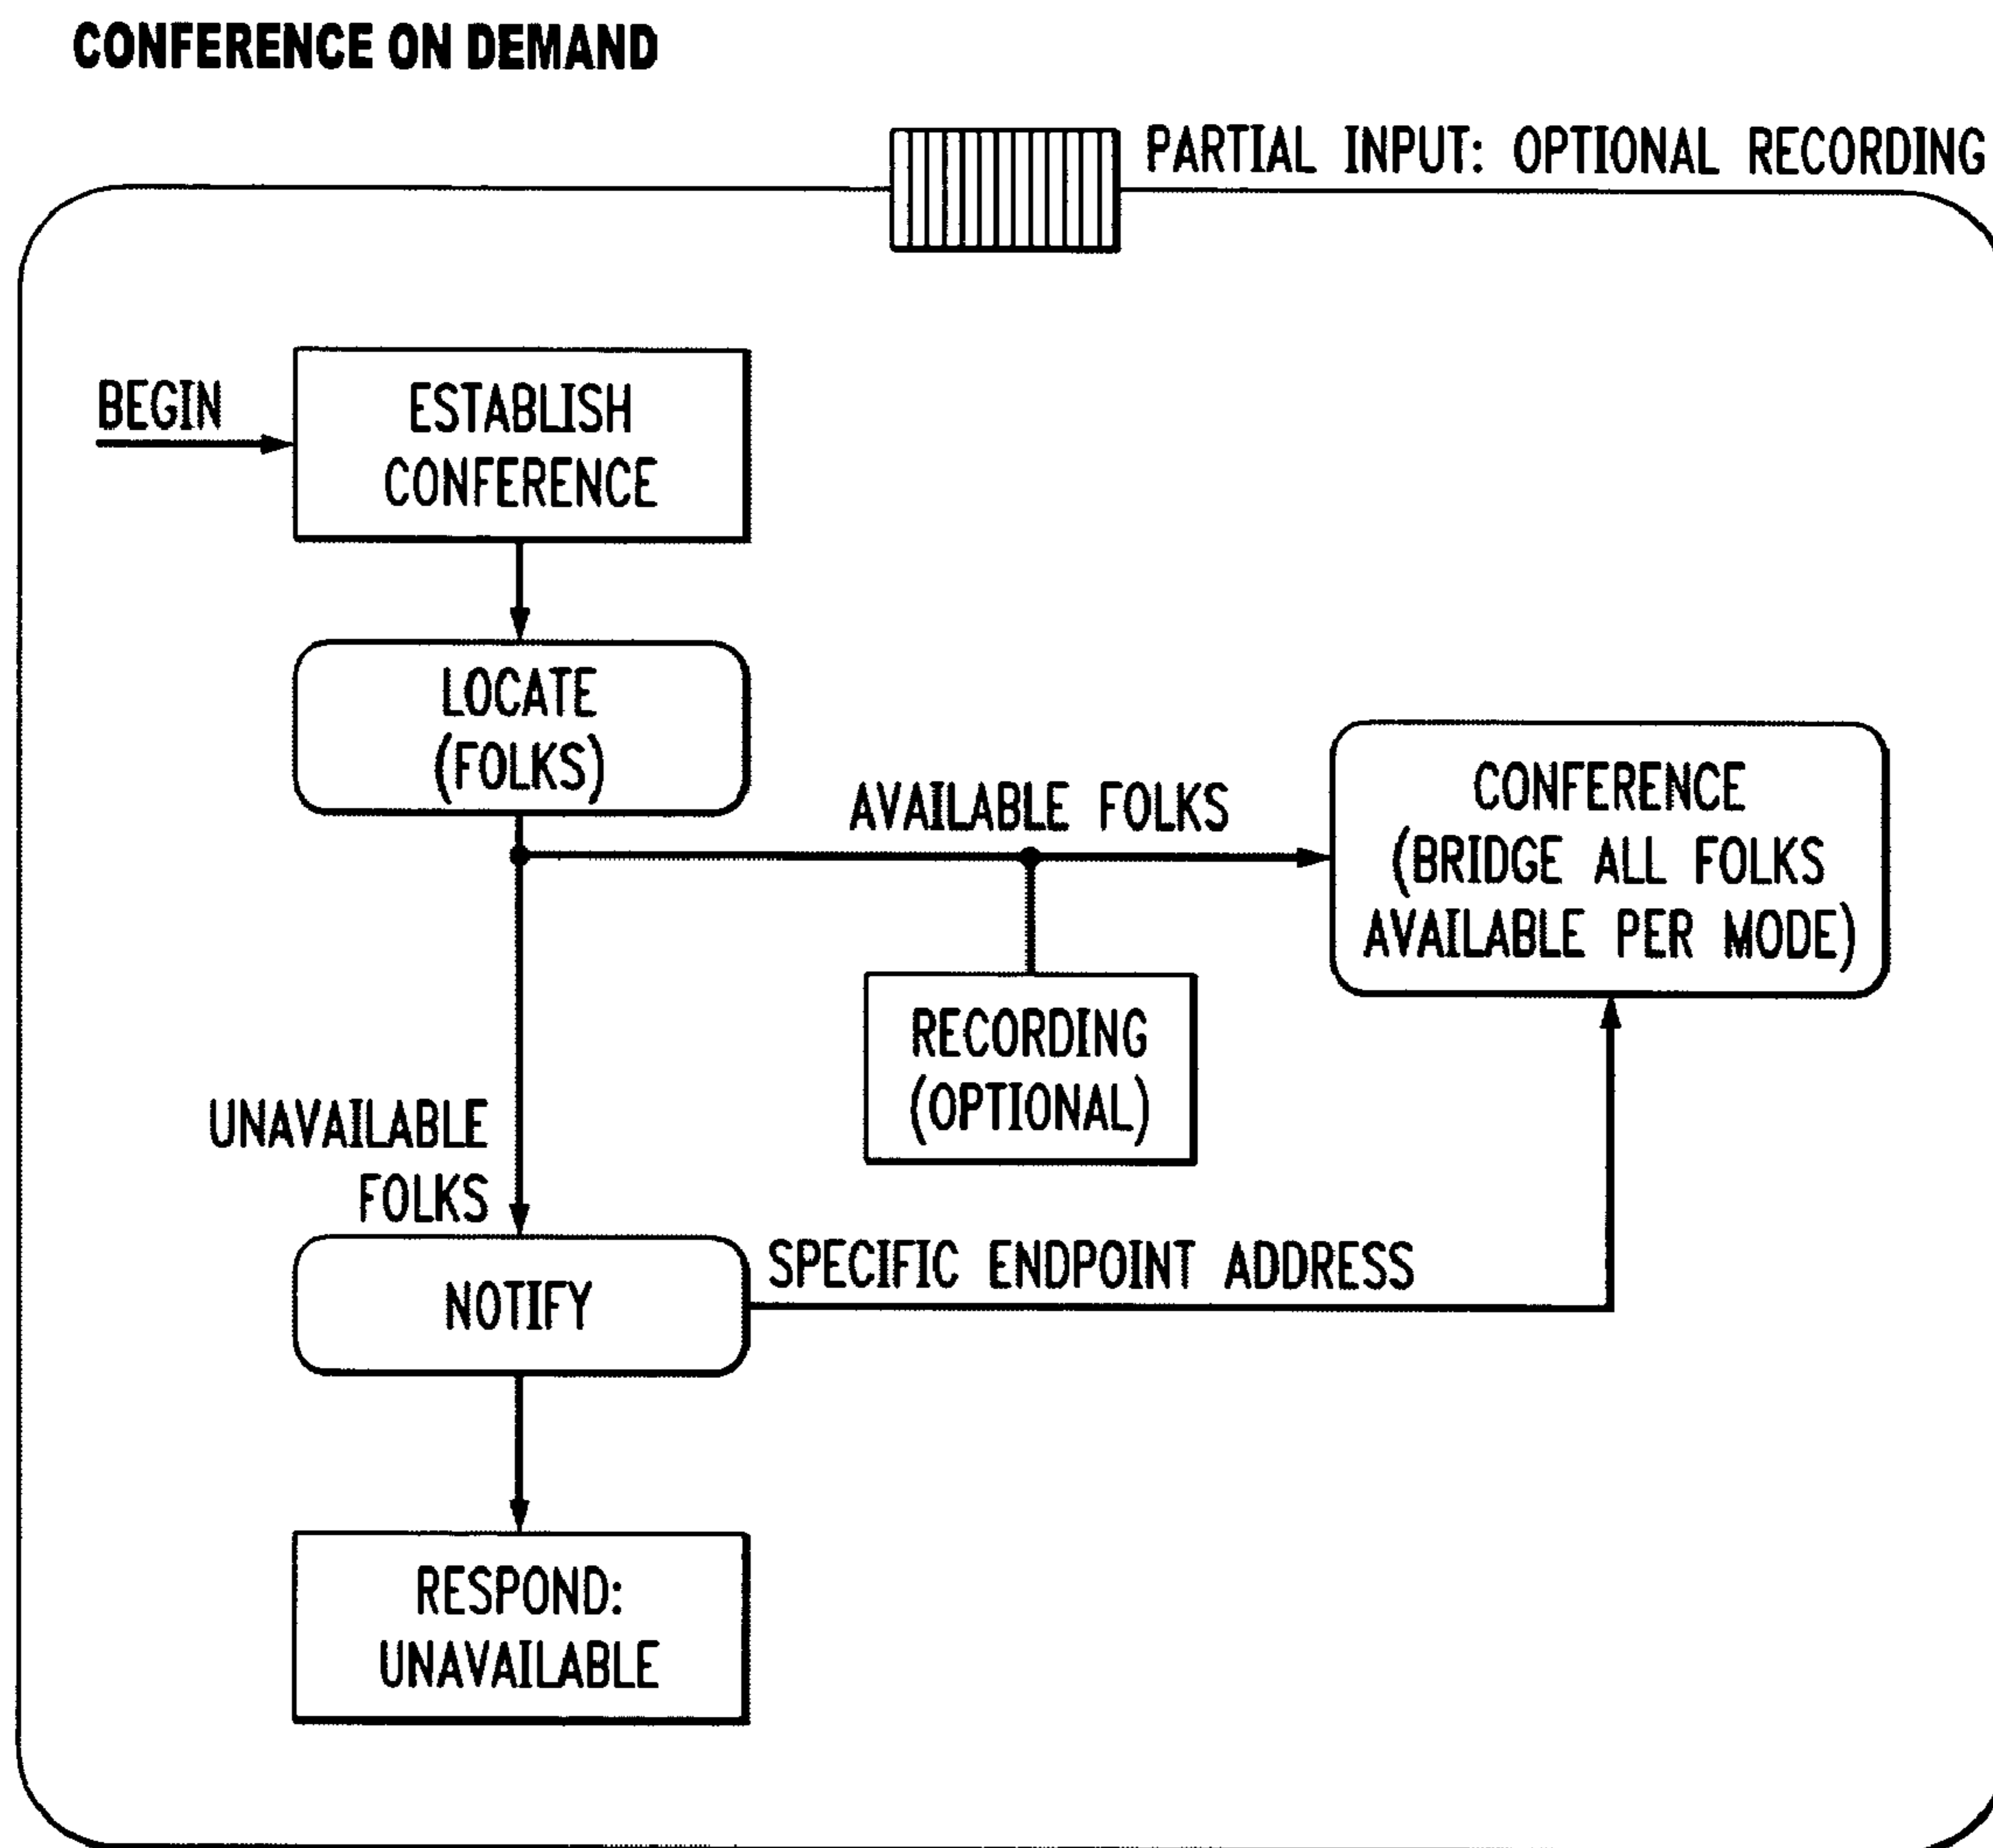 CONFERENCE ON DEMAND
PARTIAL INPUT: OPTIONAL RECORDING
BEGIN
ESTABLISH
CONFERENCE
LOCATE
(FOLKS)
AVAILABLE FOLKS
CONFERENCE
(BRIDGE ALL FOLKS
AVAILABLE PER MODE)
RECORDING
(OPTIONAL)
UNAVAILABLE
FOLKS
NOTIFY
SPECIFIC ENDPOINT ADDRESS
RESPOND:
UNAVAILABLE